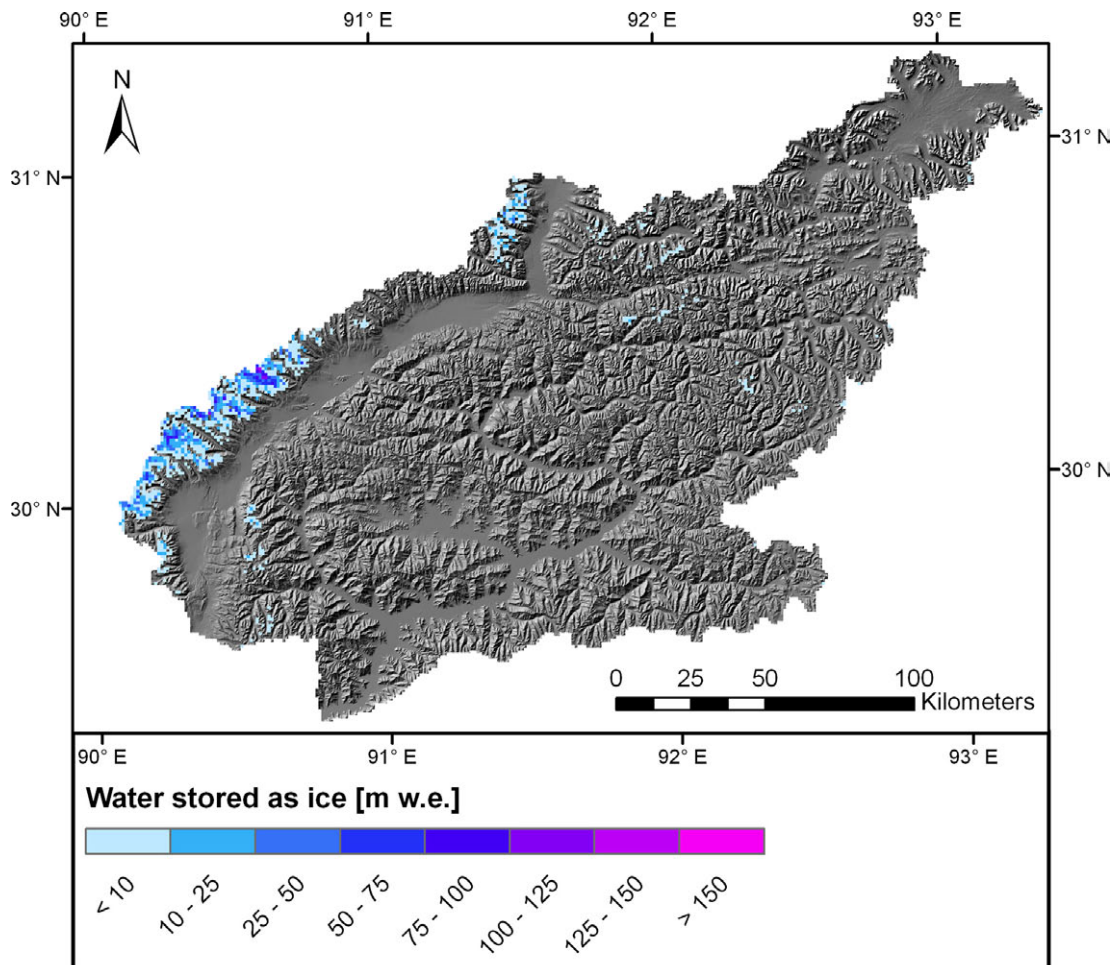 90° E 91° E 92° E 93° E
N
31° N
31° N
30° N
30° N
0 25 50 100
Kilometers
90° E 91° E 92° E 93° E
Water stored as ice [m w.e.]
< 10 10 - 25 25 - 50 50 - 75 75 - 100 100 - 125 125 - 150 > 150